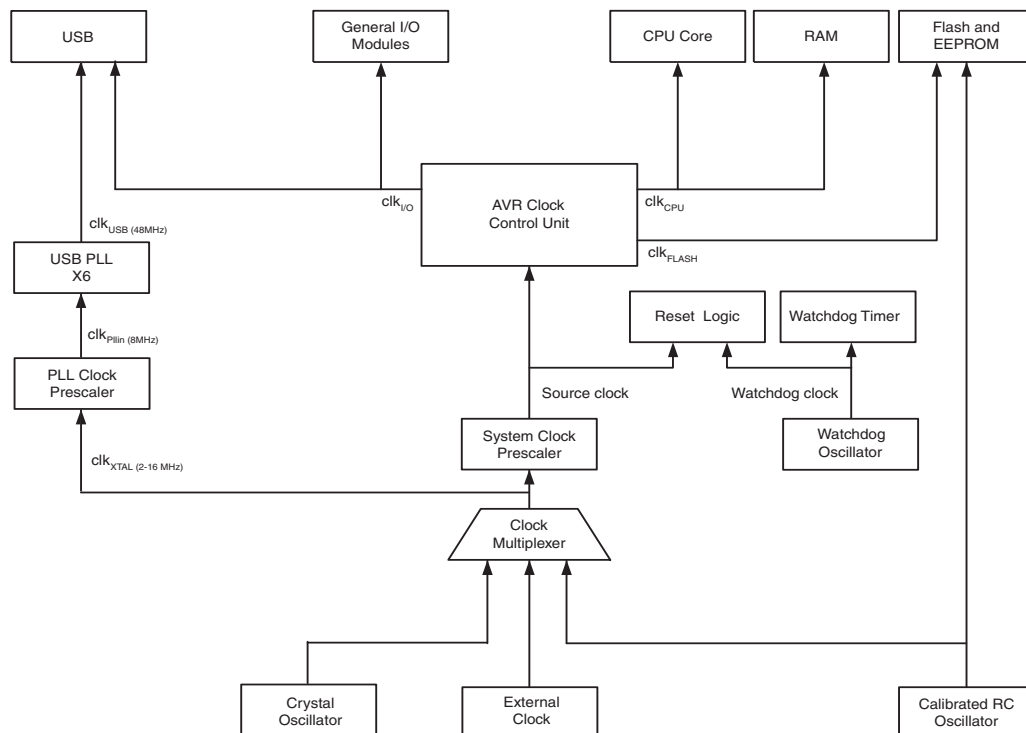 USB
General I/O
Modules
CPU Core
RAM
Flash and
EEPROM
clkI/O
AVR Clock
Control Unit
clkCPU
clkFLASH
clkUSB (48MHz)
USB PLL
X6
clkPllin (8MHz)
PLL Clock
Prescaler
Reset Logic
Watchdog Timer
Source clock
Watchdog clock
System Clock
Prescaler
Watchdog
Oscillator
clkXTAL (2-16 MHz)
Clock
Multiplexer
Crystal
Oscillator
External
Clock
Calibrated RC
Oscillator